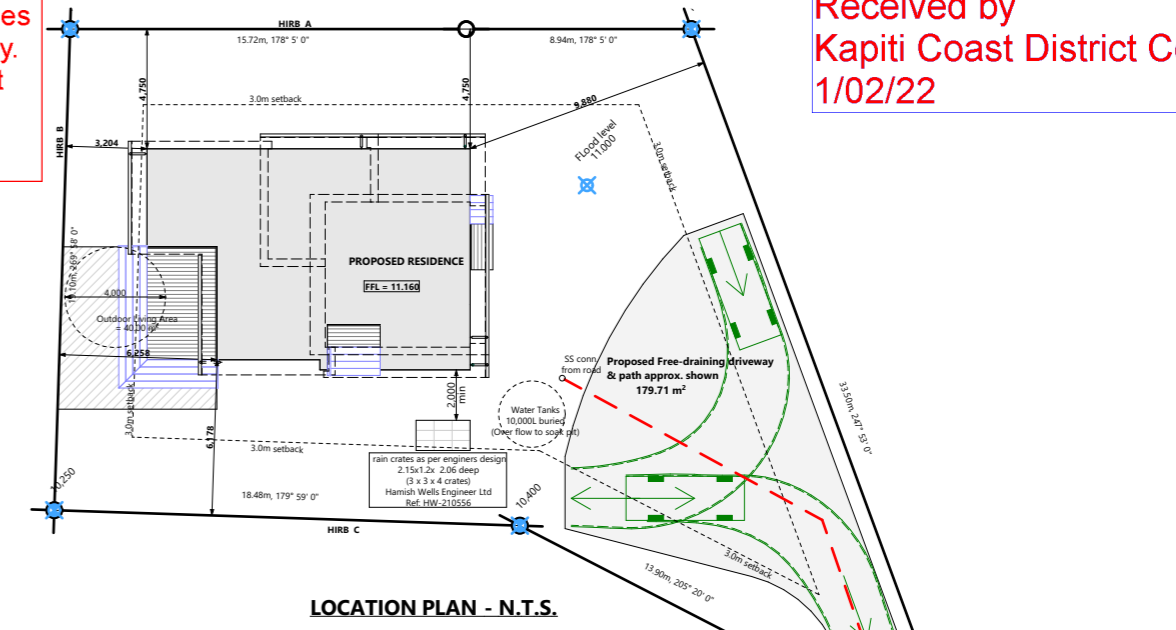 es
y.
t
Received by
Kapiti Coast District C
1/02/22
HIRB A
15.72m, 178° 5' 0"
8.94m, 178° 5' 0"
4,750
4,750
3.0m setback
9,880
HIRB B
3,204
FLood level
11.000
3.0m setback
PROPOSED RESIDENCE
FFL = 11.160
4,000
Outdoor Living Area
= 40.00 m²
6,258
3.0m setback
SS conn
from road
Proposed Free-draining driveway
& path approx. shown
179.71 m²
2,000
min
Water Tanks
10,000L buried
(Over flow to soak pit)
33.50m, 247° 53' 0"
6,178
3.0m setback
rain crates as per enginers design
2.15x1.2x 2.06 deep
(3 x 3 x 4 crates)
Hamish Wells Engineer Ltd
Ref: HW-210556
10,250
18.48m, 179° 59' 0"
10,400
HIRB C
3.0m setback
13.90m, 205° 20' 0"
LOCATION PLAN - N.T.S.